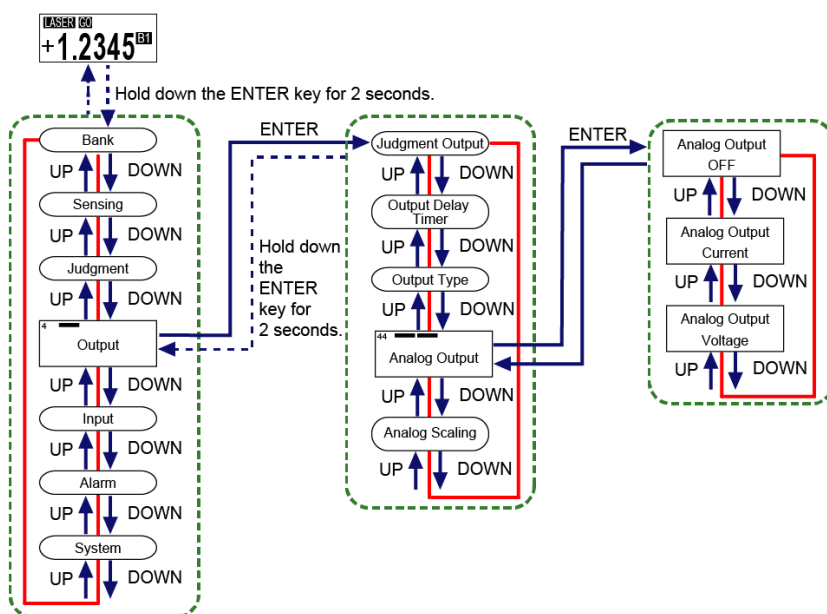 LASER GO
+1.2345 B1
Hold down the ENTER key for 2 seconds.
Bank
UP DOWN
Sensing
UP DOWN
Judgment
UP DOWN
4
Output
UP DOWN
Input
UP DOWN
Alarm
UP DOWN
System
UP DOWN
ENTER
Hold down
the
ENTER
key for
2 seconds.
Judgment Output
UP DOWN
Output Delay
Timer
UP DOWN
Output Type
UP DOWN
44
Analog Output
UP DOWN
Analog Scaling
UP DOWN
ENTER
Analog Output
OFF
UP DOWN
Analog Output
Current
UP DOWN
Analog Output
Voltage
UP DOWN